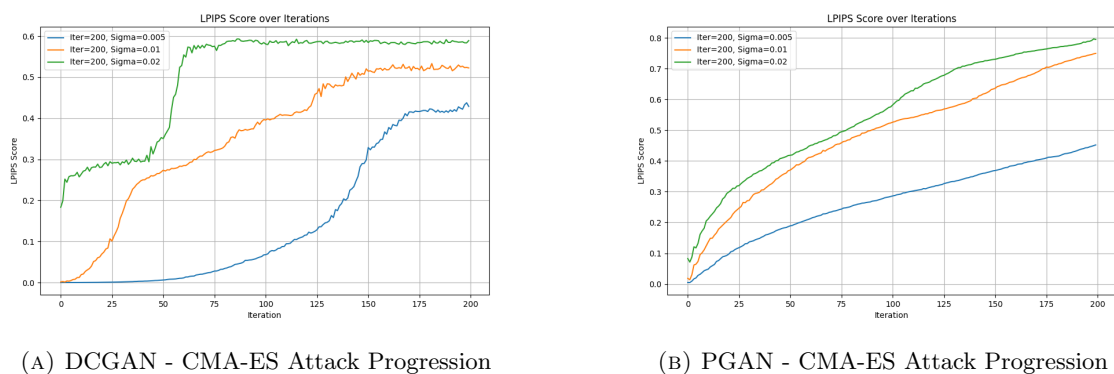 LPIPS Score over Iterations
Iter=200, Sigma=0.005
Iter=200, Sigma=0.01
Iter=200, Sigma=0.02
LPIPS Score
0.6
0.5
0.4
0.3
0.2
0.1
0.0
0 25 50 75 100 125 150 175 200
Iteration
(A) DCGAN - CMA-ES Attack Progression
LPIPS Score over Iterations
Iter=200, Sigma=0.005
Iter=200, Sigma=0.01
Iter=200, Sigma=0.02
LPIPS Score
0.8
0.7
0.6
0.5
0.4
0.3
0.2
0.1
0.0
0 25 50 75 100 125 150 175 200
Iteration
(B) PGAN - CMA-ES Attack Progression